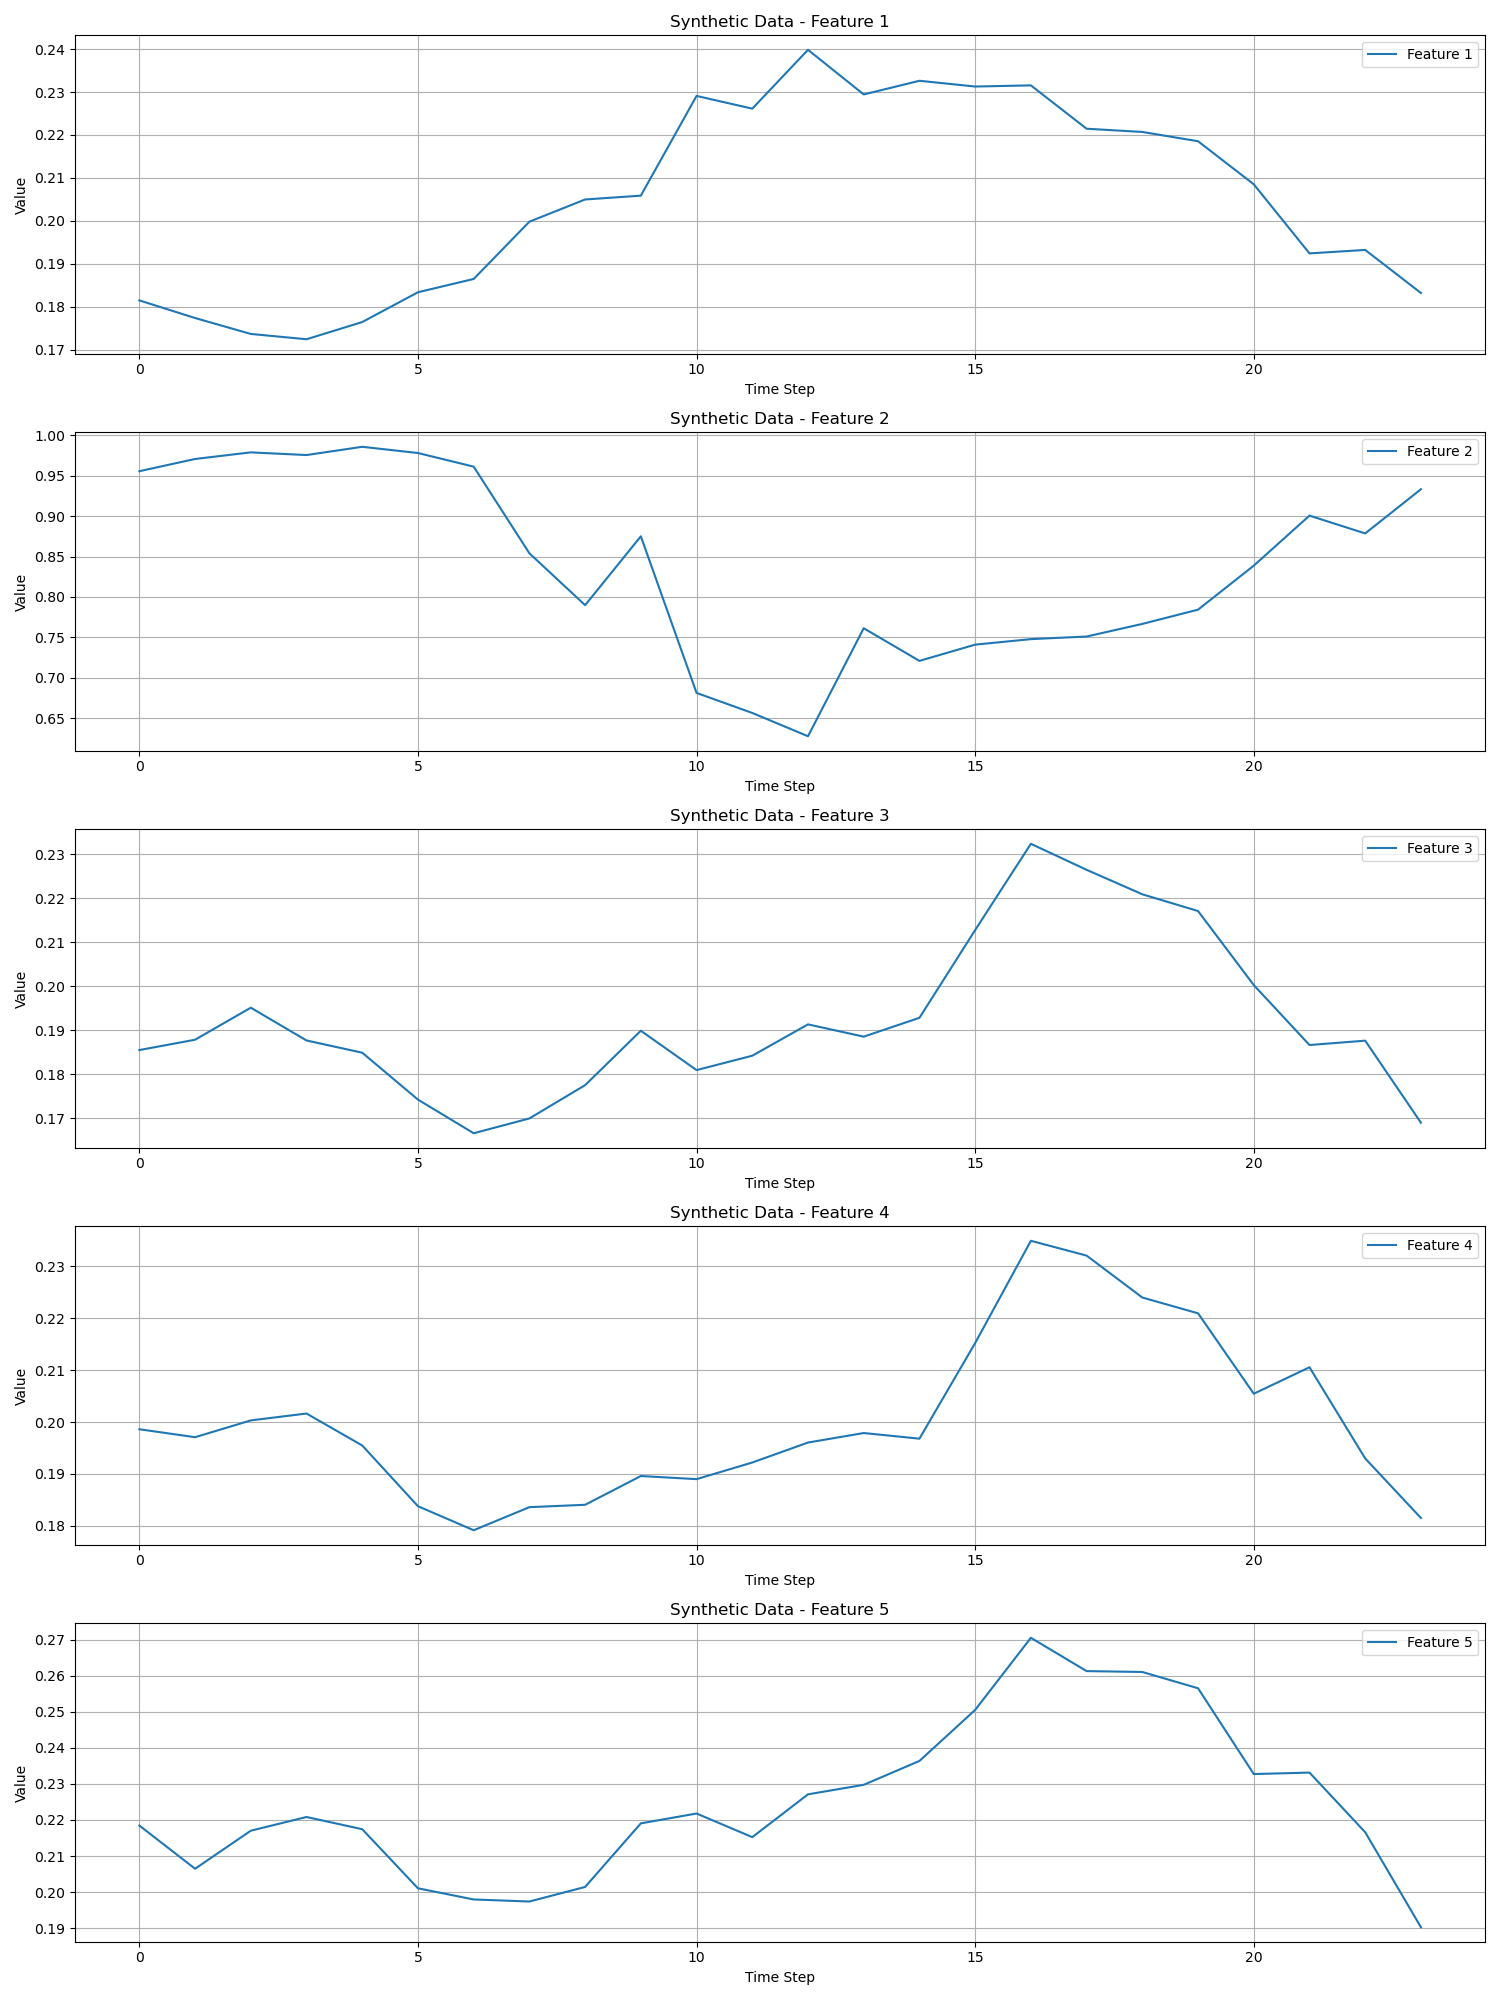 Synthetic Data - Feature 1
Feature 1
0.24
0.23
0.22
0.21
0.20
0.19
0.18
0.17
Value
0 5 10 15 20
Time Step
Synthetic Data - Feature 2
Feature 2
1.00
0.95
0.90
0.85
0.80
0.75
0.70
0.65
Value
0 5 10 15 20
Time Step
Synthetic Data - Feature 3
Feature 3
0.23
0.22
0.21
0.20
0.19
0.18
0.17
Value
0 5 10 15 20
Time Step
Synthetic Data - Feature 4
Feature 4
0.23
0.22
0.21
0.20
0.19
0.18
Value
0 5 10 15 20
Time Step
Synthetic Data - Feature 5
Feature 5
0.27
0.26
0.25
0.24
0.23
0.22
0.21
0.20
0.19
Value
0 5 10 15 20
Time Step